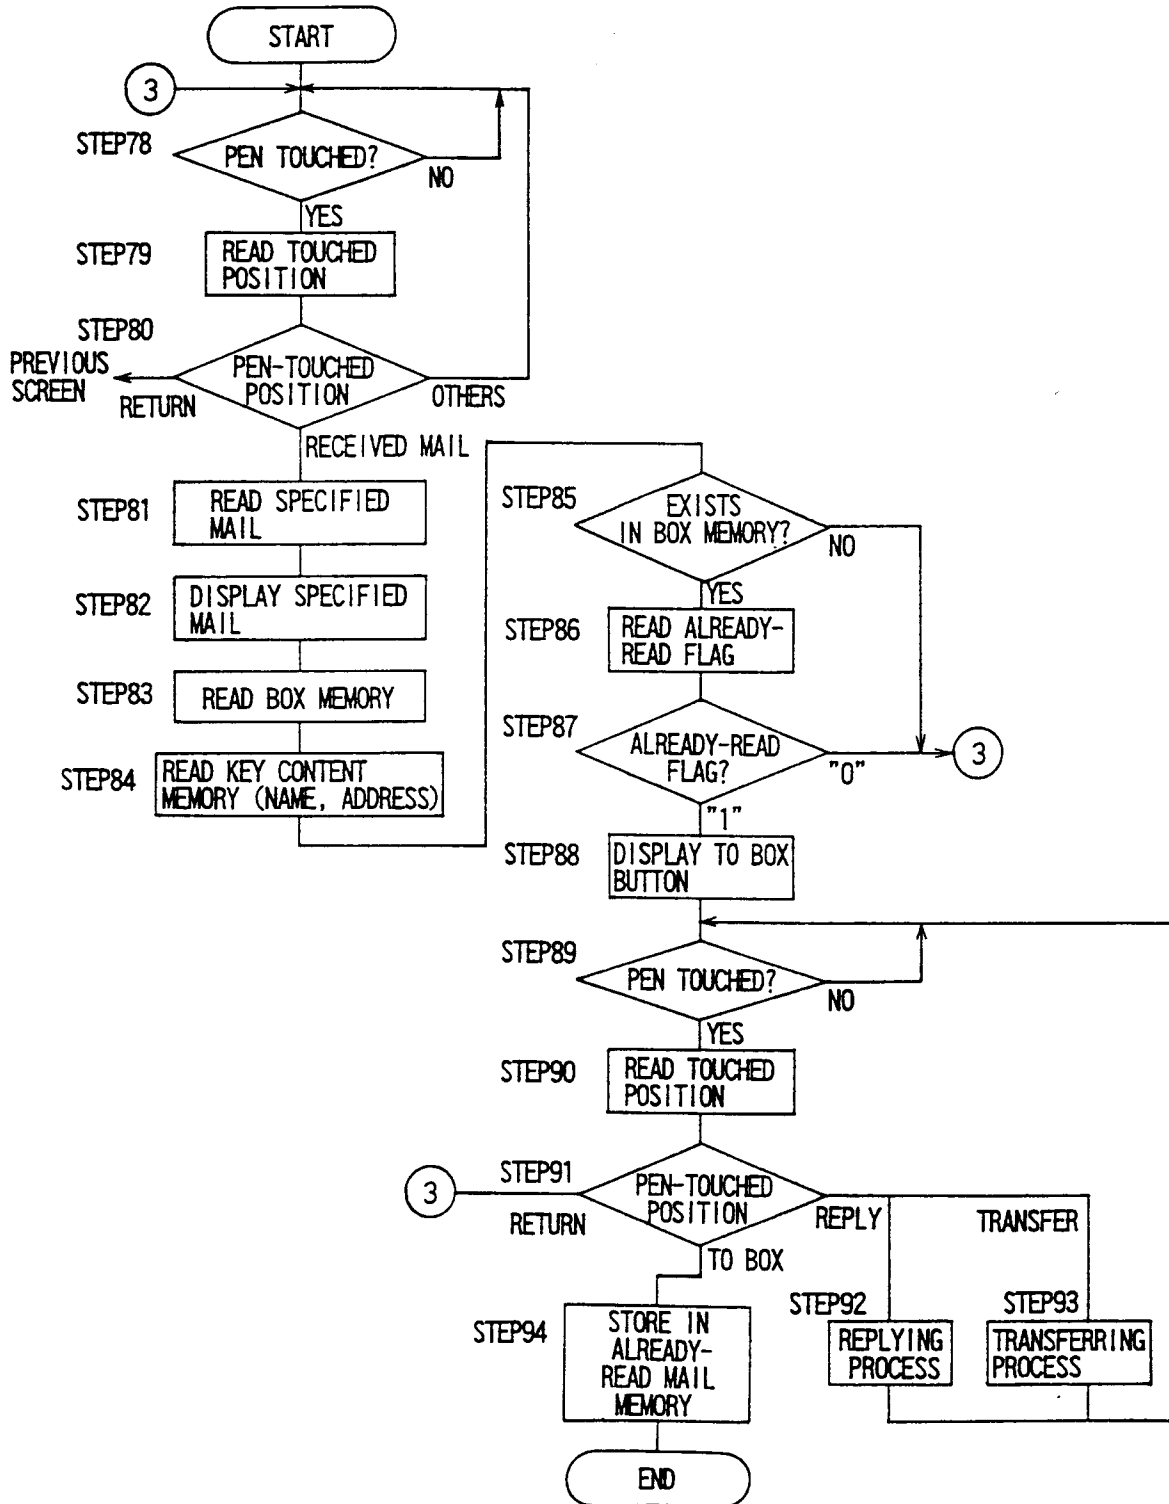 START
3
STEP78
PEN TOUCHED?
NO
YES
STEP79
READ TOUCHED
POSITION
STEP80
PREVIOUS
SCREEN
PEN-TOUCHED
POSITION
RETURN
OTHERS
RECEIVED MAIL
STEP81
READ SPECIFIED
MAIL
STEP82
DISPLAY SPECIFIED
MAIL
STEP83
READ BOX MEMORY
STEP84
READ KEY CONTENT
MEMORY (NAME, ADDRESS)
STEP85
EXISTS
IN BOX MEMORY?
NO
YES
STEP86
READ ALREADY-
READ FLAG
STEP87
ALREADY-READ
FLAG?
"0"
3
"1"
STEP88
DISPLAY TO BOX
BUTTON
STEP89
PEN TOUCHED?
NO
YES
STEP90
READ TOUCHED
POSITION
STEP91
3
PEN-TOUCHED
POSITION
RETURN
REPLY
TRANSFER
TO BOX
STEP92
REPLYING
PROCESS
STEP93
TRANSFERRING
PROCESS
STEP94
STORE IN
ALREADY-
READ MAIL
MEMORY
END